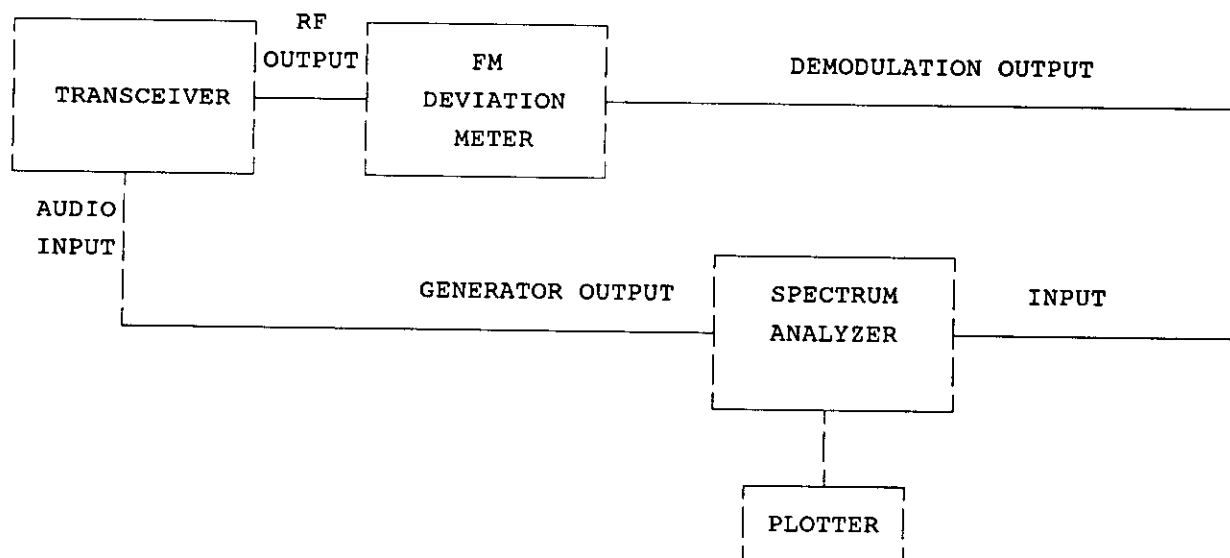 RF
OUTPUT
TRANSCEIVER
FM
DEVIATION
METER
DEMODULATION OUTPUT
AUDIO
INPUT
GENERATOR OUTPUT
SPECTRUM
ANALYZER
INPUT
PLOTTER